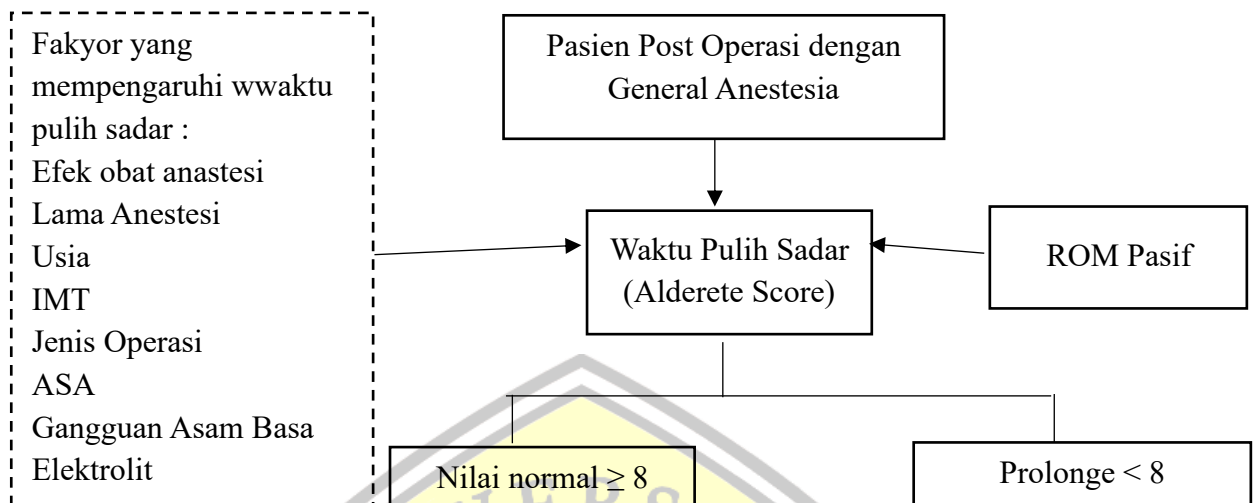 Fakyor yang
mempengaruhi wwaktu
pulih sadar :
Efek obat anastesi
Lama Anestesi
Usia
IMT
Jenis Operasi
ASA
Gangguan Asam Basa
Elektrolit
Pasien Post Operasi dengan
General Anestesia
Waktu Pulih Sadar
(Alderete Score)
ROM Pasif
Nilai normal ≥ 8
Prolonge < 8